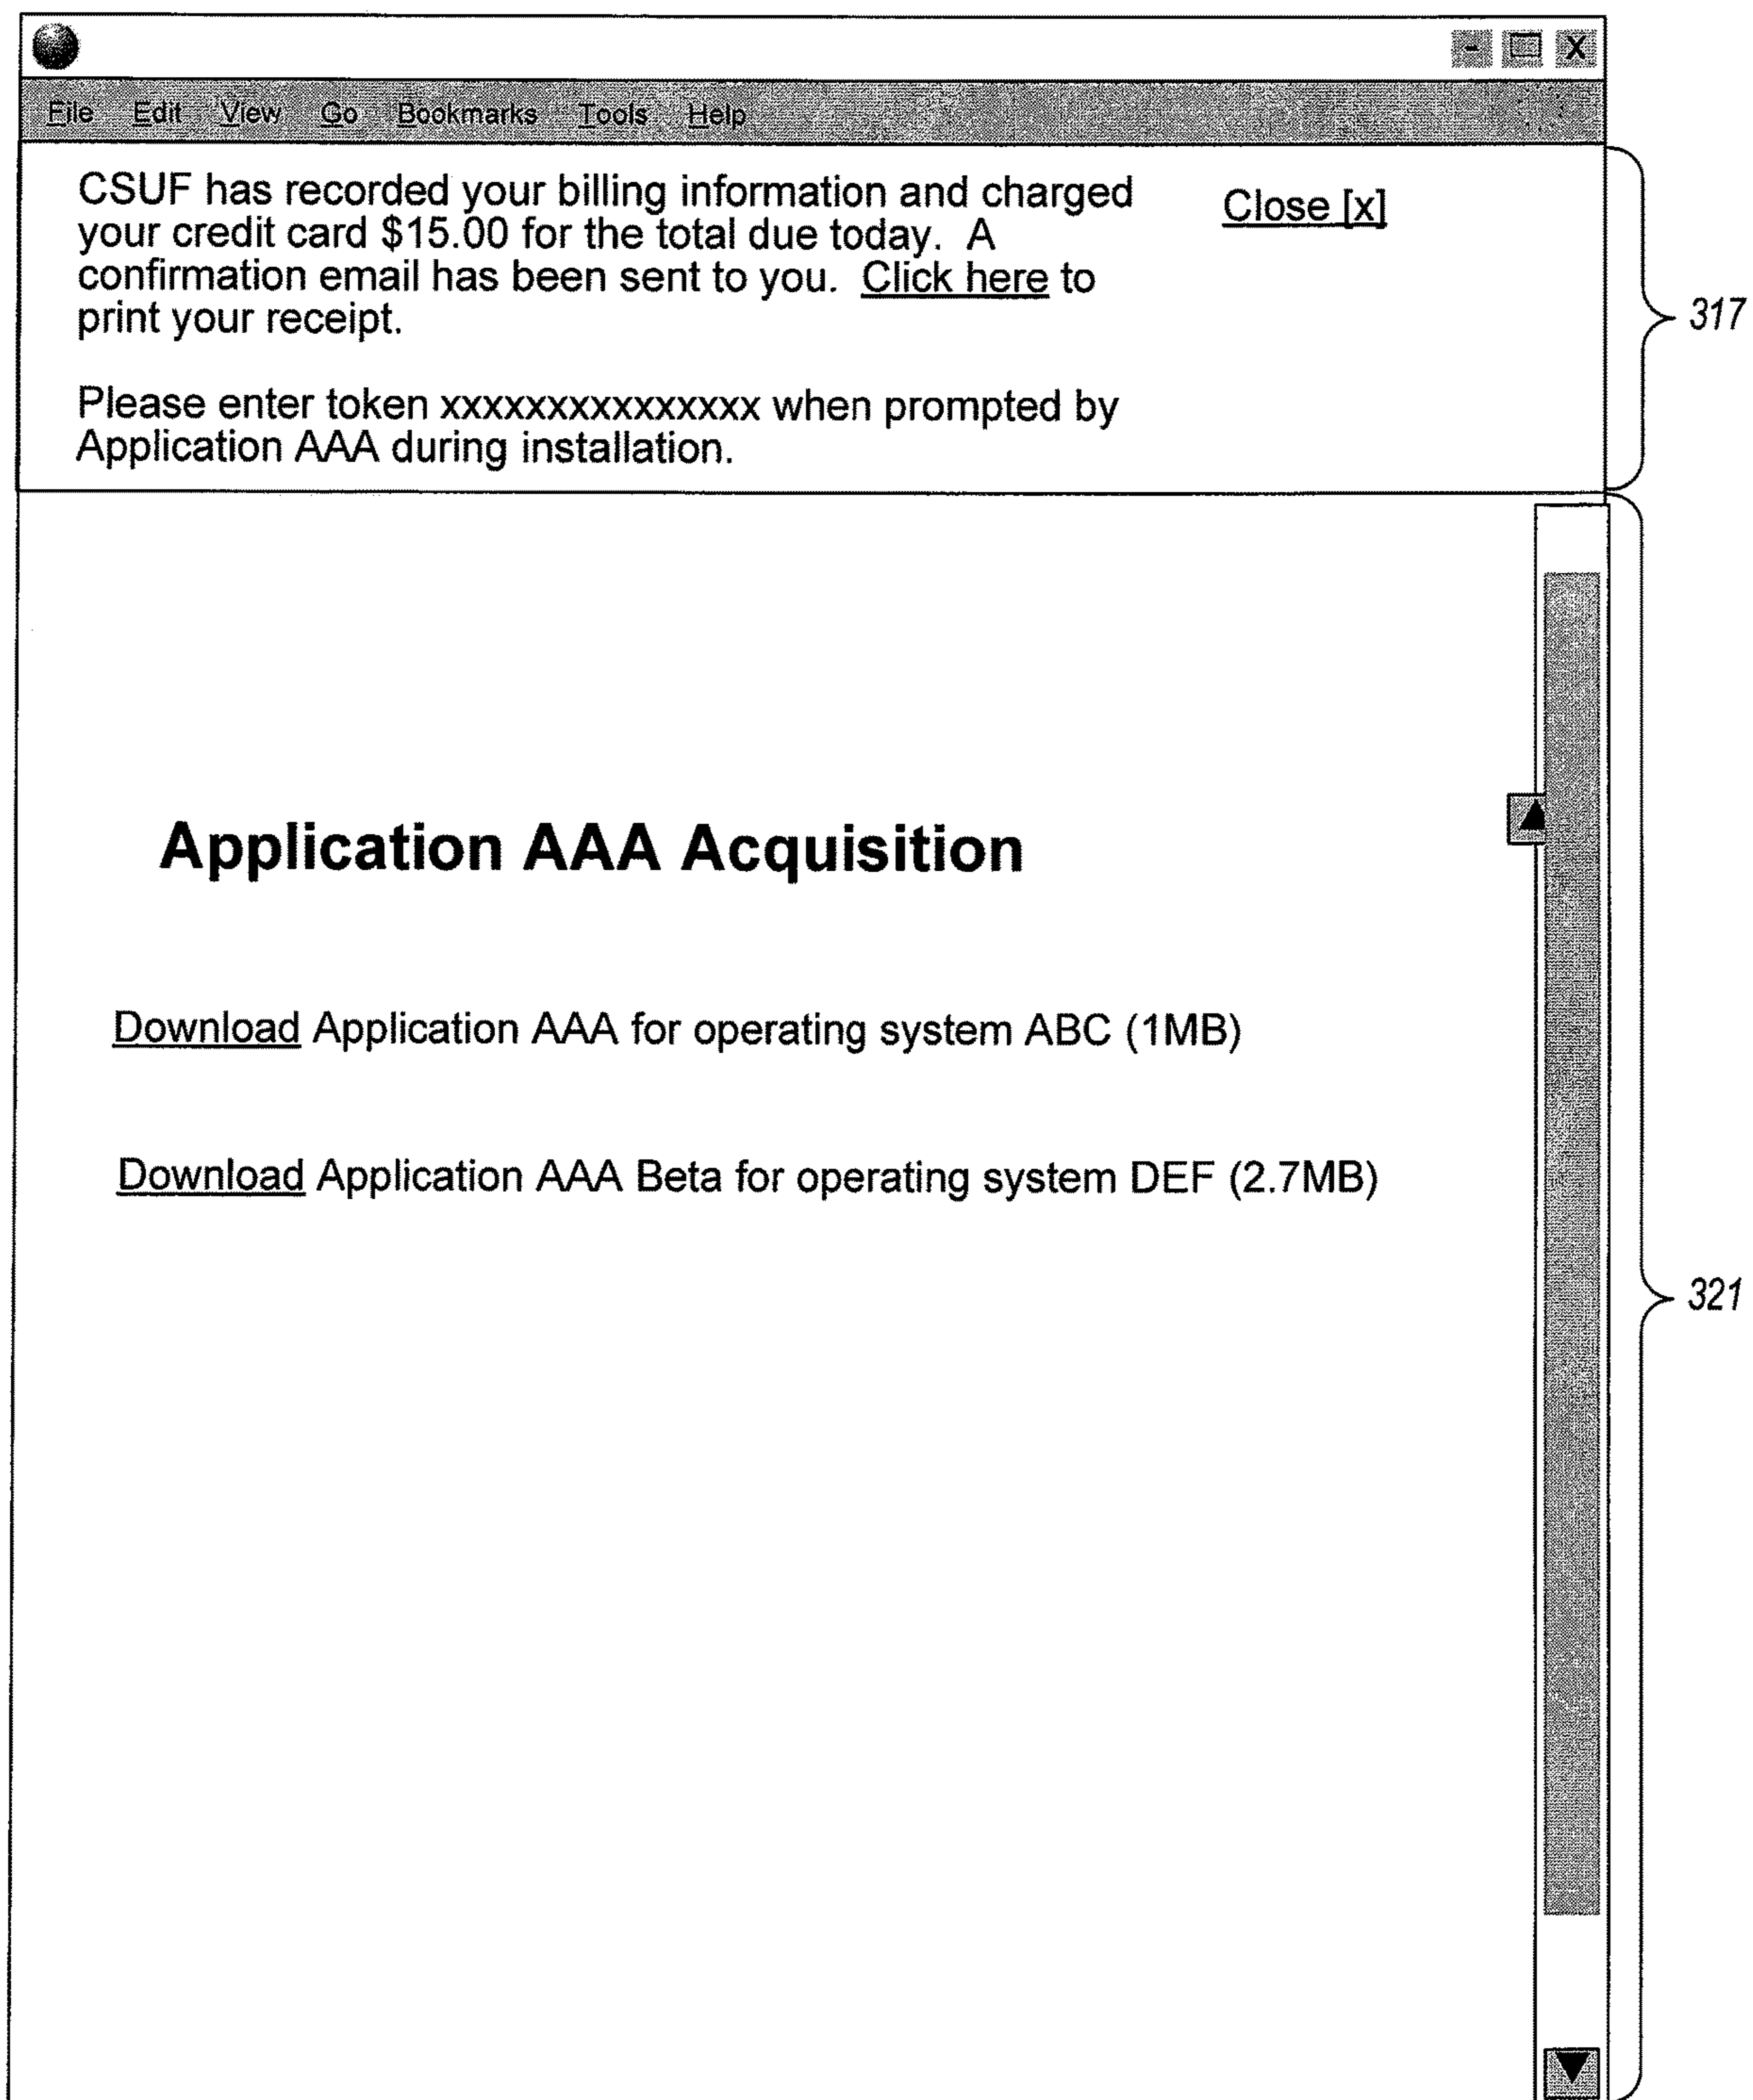 - □ X
File Edit View Go Bookmarks Tools Help
CSUF has recorded your billing information and charged
your credit card $15.00 for the total due today. A
confirmation email has been sent to you. Click here to
print your receipt.
Close [x]
317
Please enter token xxxxxxxxxxxxxxx when prompted by
Application AAA during installation.
Application AAA Acquisition
Download Application AAA for operating system ABC (1MB)
Download Application AAA Beta for operating system DEF (2.7MB)
321